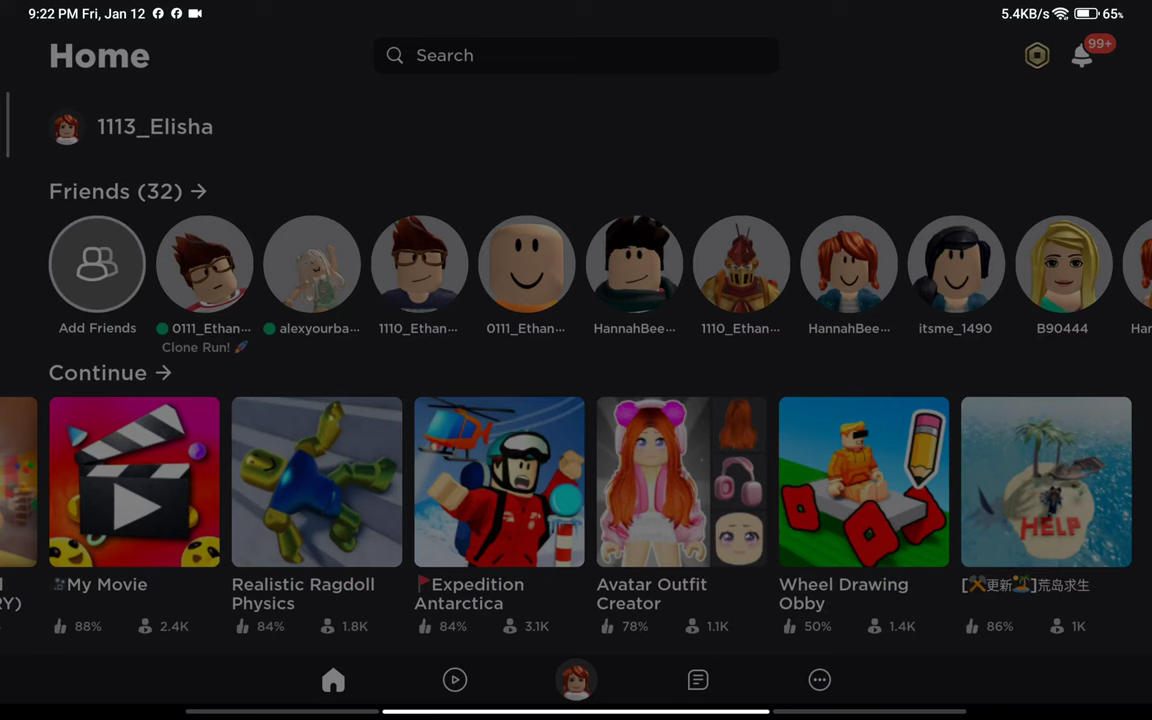 9:22 PM Fri, Jan 12
5.4KB/s 65%
Home
Search
99+
1113_Elisha
Friends (32)
Add Friends
0111_Ethan...
alexyourba...
1110_Ethan...
0111_Ethan...
HannahBee...
1110_Ethan...
HannahBee...
itsme_1490
B90444
Har
Clone Run! 🚀
Continue
HELP
RY)
🎥My Movie
Realistic Ragdoll
Physics
🚩Expedition
Antarctica
Avatar Outfit
Creator
Wheel Drawing
Obby
[⚒️更新🏝️]荒岛求生
88% 2.4K
84% 1.8K
84% 3.1K
78% 1.1K
50% 1.4K
86% 1K